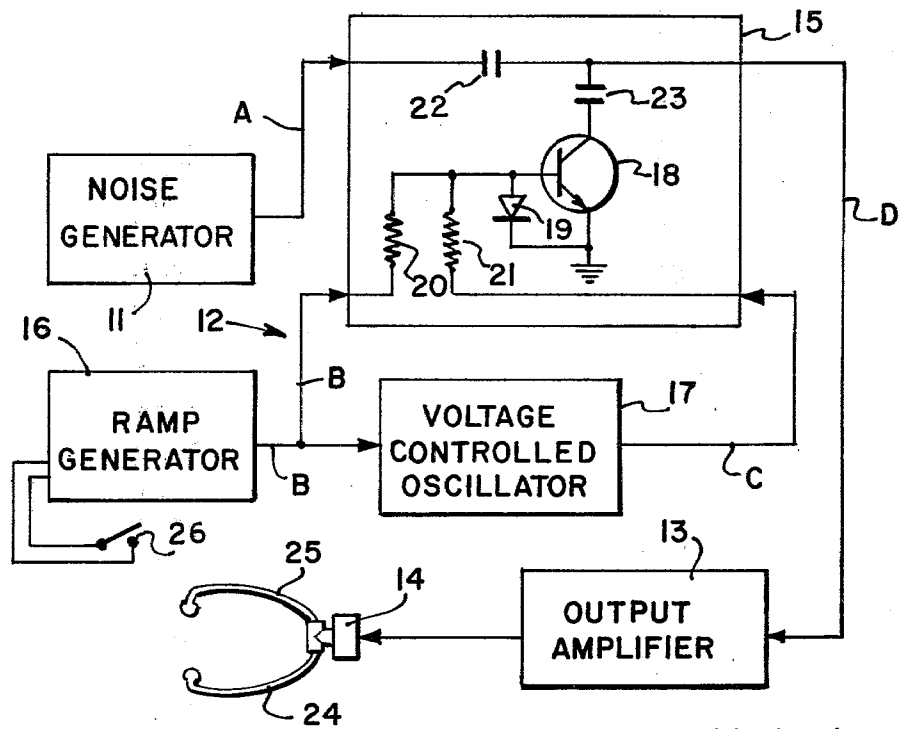 15
22
23
A
18
NOISE
GENERATOR
19
D
20
21
11
12
16
B
17
RAMP
GENERATOR
VOLTAGE
CONTROLLED
OSCILLATOR
B
C
26
13
25
14
OUTPUT
AMPLIFIER
24